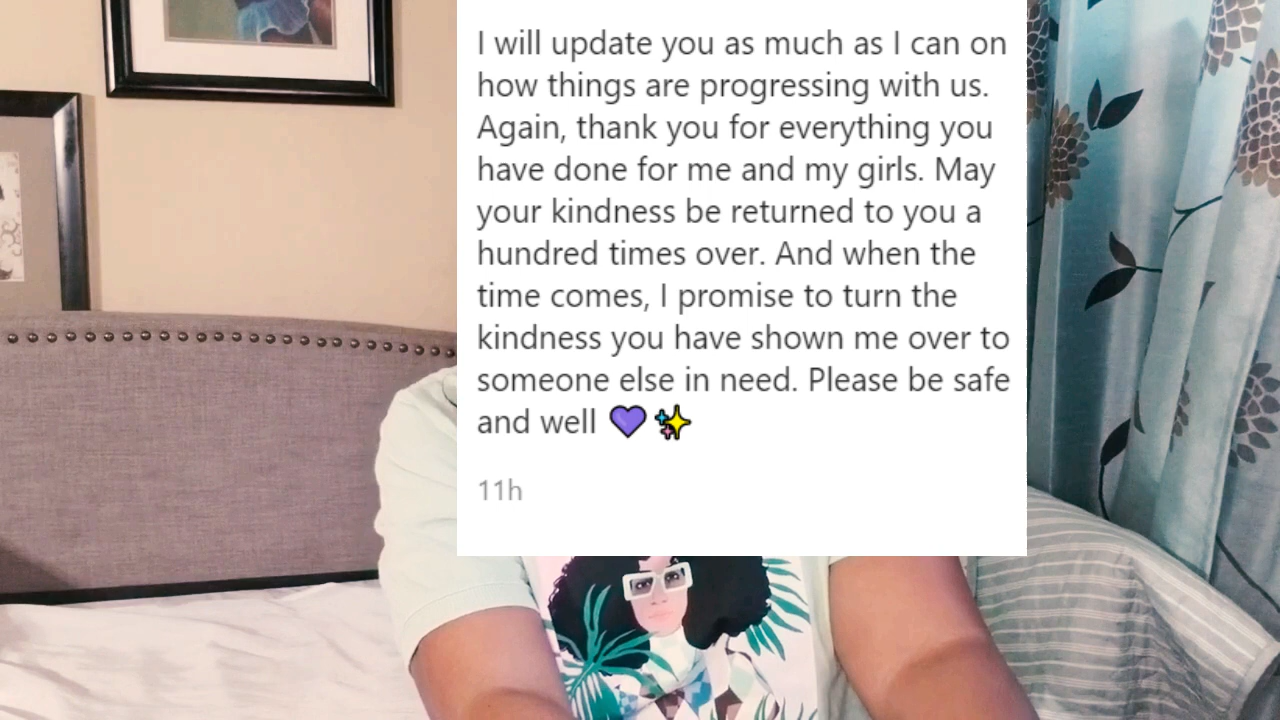 I will update you as much as I can on
how things are progressing with us.
Again, thank you for everything you
have done for me and my girls. May
your kindness be returned to you a
hundred times over. And when the
time comes, I promise to turn the
kindness you have shown me over to
someone else in need. Please be safe
and well 💜✨
11h